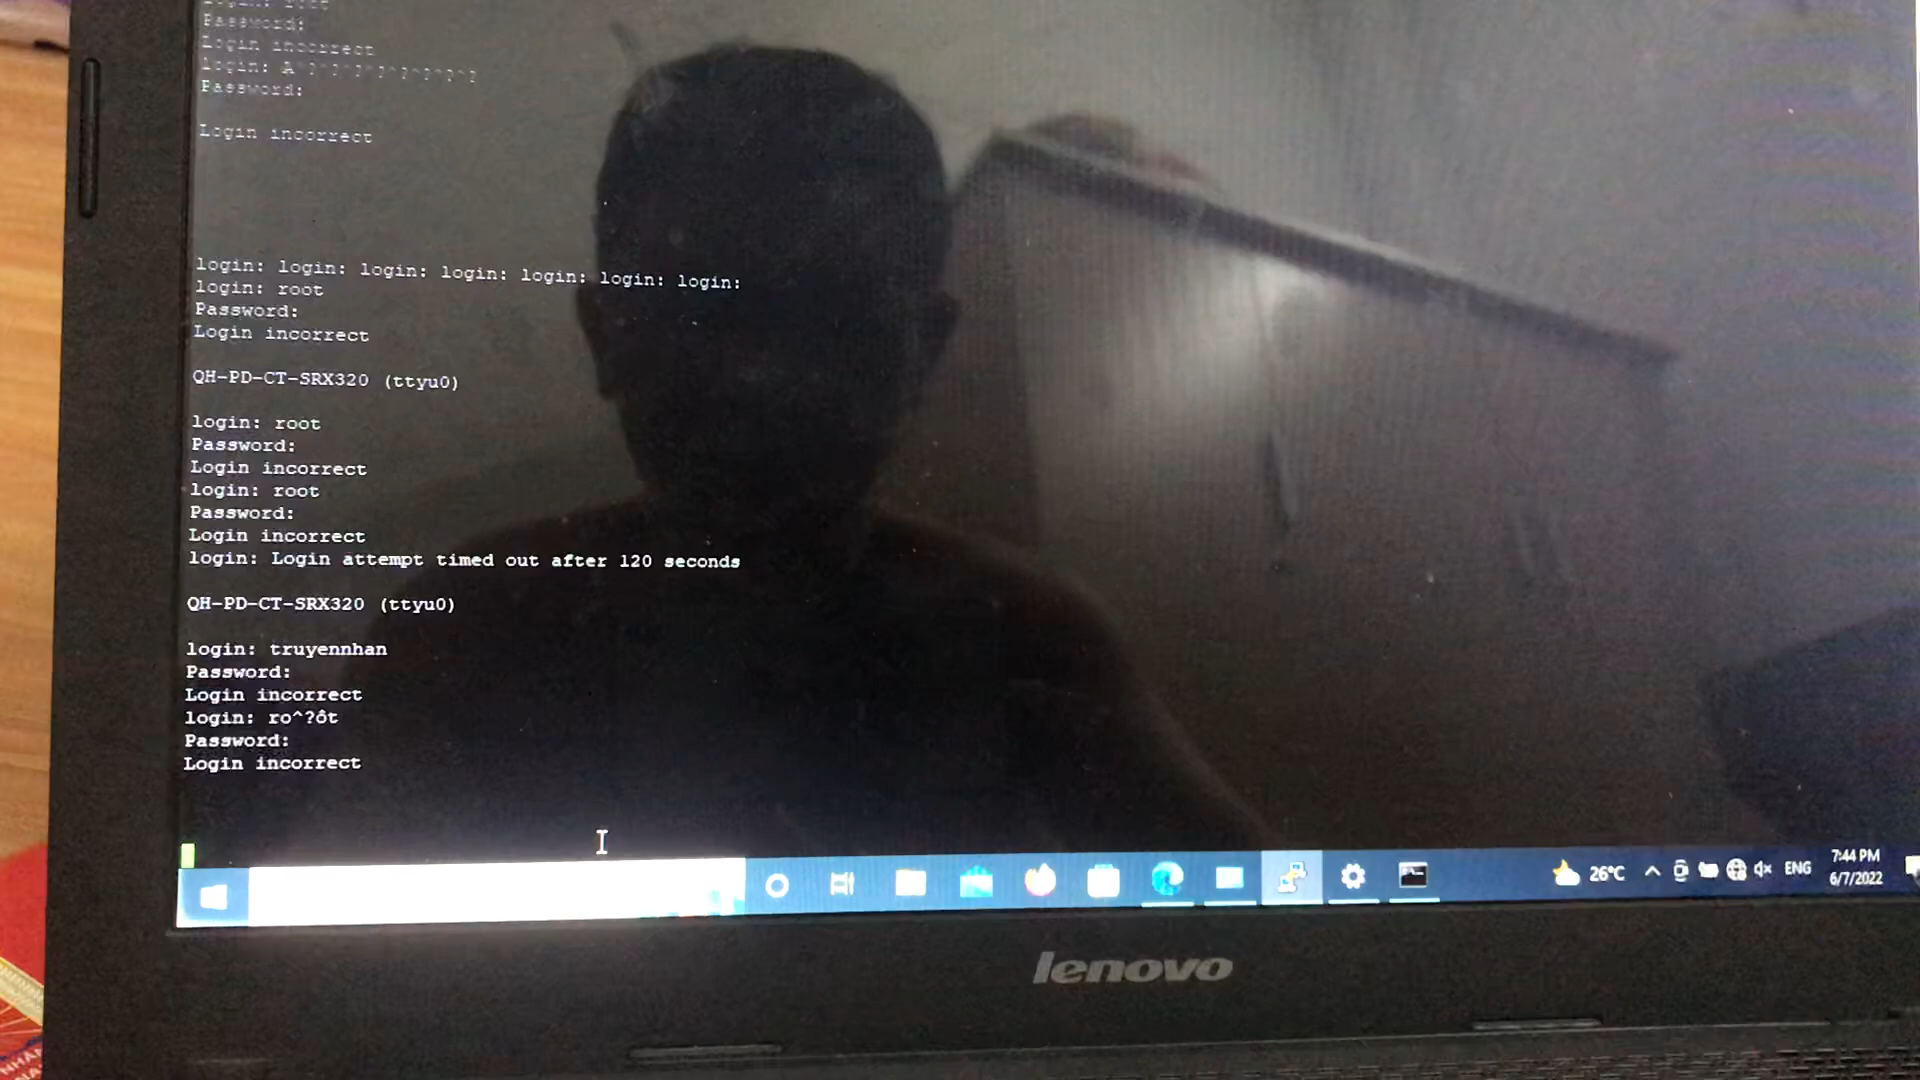 login: root
Password:
Login incorrect
login: A^?^?^?^?^?^?^?^?
Password:
Login incorrect
login: login: login: login: login: login: login:
login: root
Password:
Login incorrect
QH-PD-CT-SRX320 (ttyu0)
login: root
Password:
Login incorrect
login: root
Password:
Login incorrect
login: Login attempt timed out after 120 seconds
QH-PD-CT-SRX320 (ttyu0)
login: truyennhan
Password:
Login incorrect
login: ro^?ôt
Password:
Login incorrect
26°C
ENG
7:44 PM
6/7/2022
lenovo